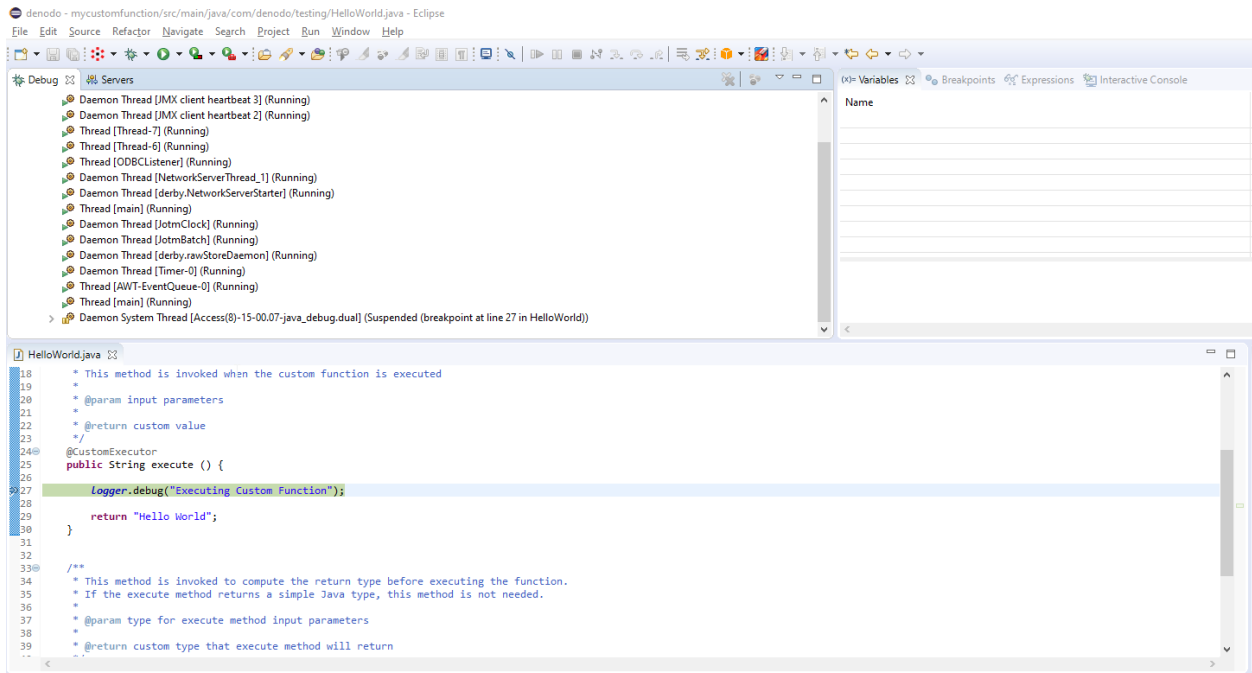 denodo - mycustomfunction/src/main/java/com/denodo/testing/HelloWorld.java - Eclipse
File Edit Source Refactor Navigate Search Project Run Window Help
Debug Servers
Daemon Thread [JMX client heartbeat 3] (Running)
Daemon Thread [JMX client heartbeat 2] (Running)
Thread [Thread-7] (Running)
Thread [Thread-6] (Running)
Thread [ODBCListener] (Running)
Daemon Thread [NetworkServerThread_1] (Running)
Daemon Thread [derby.NetworkServerStarter] (Running)
Thread [main] (Running)
Daemon Thread [JotmClock] (Running)
Daemon Thread [JotmBatch] (Running)
Daemon Thread [derby.rawStoreDaemon] (Running)
Daemon Thread [Timer-0] (Running)
Thread [AWT-EventQueue-0] (Running)
Thread [main] (Running)
Daemon System Thread [Access(8)-15-00.07-java_debug.dual] (Suspended (breakpoint at line 27 in HelloWorld))
(x)= Variables Breakpoints Expressions Interactive Console
Name
HelloWorld.java
18 * This method is invoked when the custom function is executed
19 *
20 * @param input parameters
21 *
22 * @return custom value
23 */
24 @CustomExecutor
25 public String execute () {
26
27 logger.debug("Executing Custom Function");
28
29 return "Hello World";
30 }
31
32
33 /**
34 * This method is invoked to compute the return type before executing the function.
35 * If the execute method returns a simple Java type, this method is not needed.
36 *
37 * @param type for execute method input parameters
38 *
39 * @return custom type that execute method will return